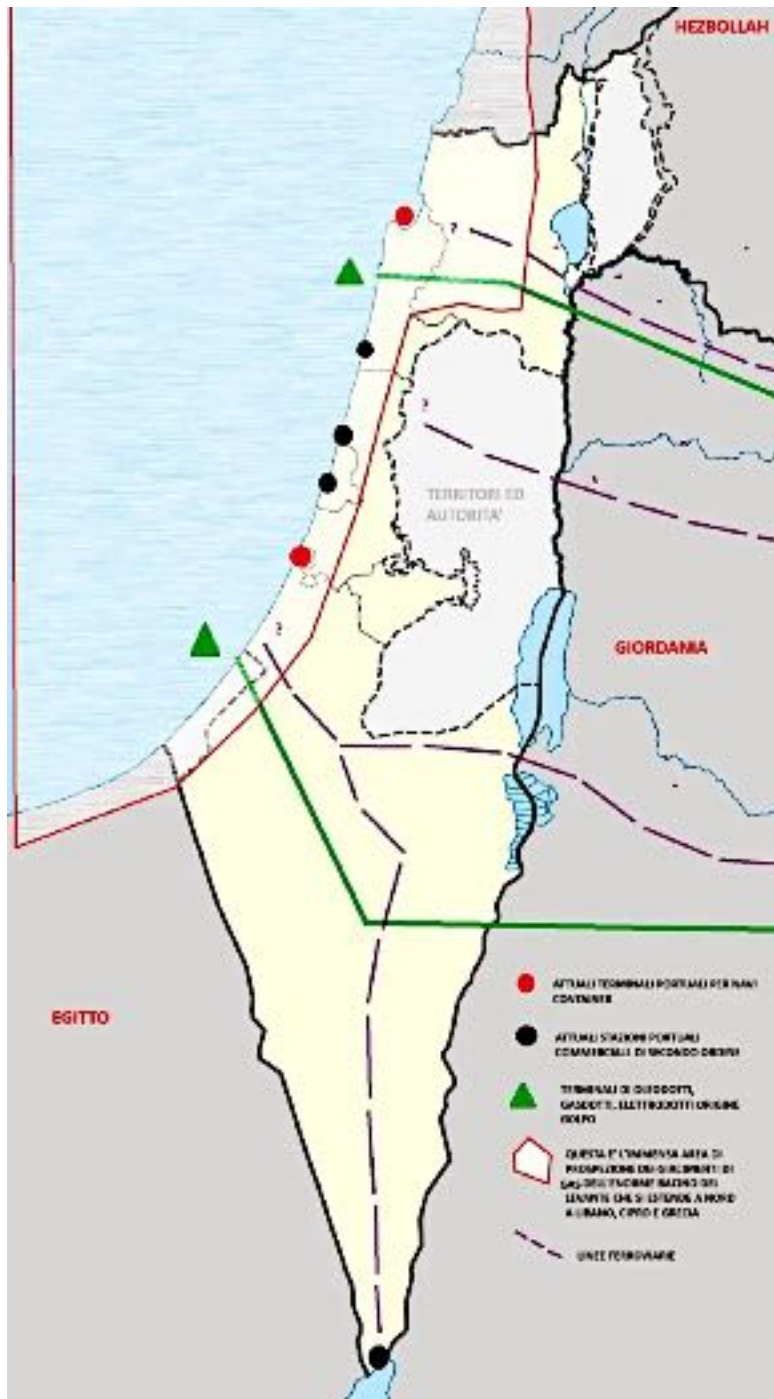 HEZBOLLAH
?
?
TERRITORI ED
AUTORITA'
?
GIORDANIA
EGITTO
ATTUALI TERMINALI PORTUALI PER NAVI
CONTAINER
ATTUALI STAZIONI PORTUALI
COMMERCIALI DI SECONDO ORDINE
TERMINALI DI OLEODOTTI,
GASDOTTI, ELETTRODOTTI ORIGINE
GOLFO
QUESTA E' L'IMMENSA AREA DI
PROSPEZIONE DEI GIACIMENTI DI
GAS DELL'ENORME BACINO DEL
LEVANTE CHE SI ESTENDE A NORD
A LIBANO, CIPRO E GRECIA
LINEE FERROVIARIE